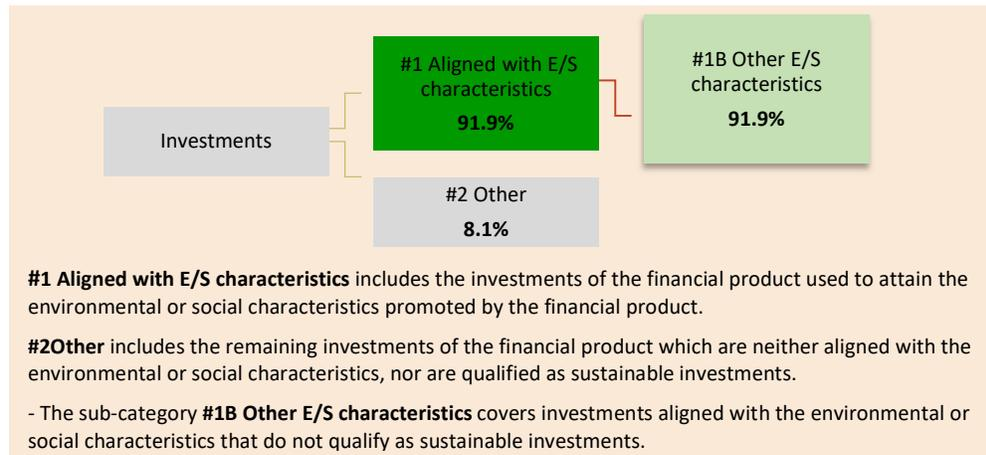 #1 Aligned with E/S
characteristics
91.9%
#1B Other E/S
characteristics
91.9%
Investments
#2 Other
8.1%
#1 Aligned with E/S characteristics includes the investments of the financial product used to attain the
environmental or social characteristics promoted by the financial product.
#2Other includes the remaining investments of the financial product which are neither aligned with the
environmental or social characteristics, nor are qualified as sustainable investments.
- The sub-category #1B Other E/S characteristics covers investments aligned with the environmental or
social characteristics that do not qualify as sustainable investments.